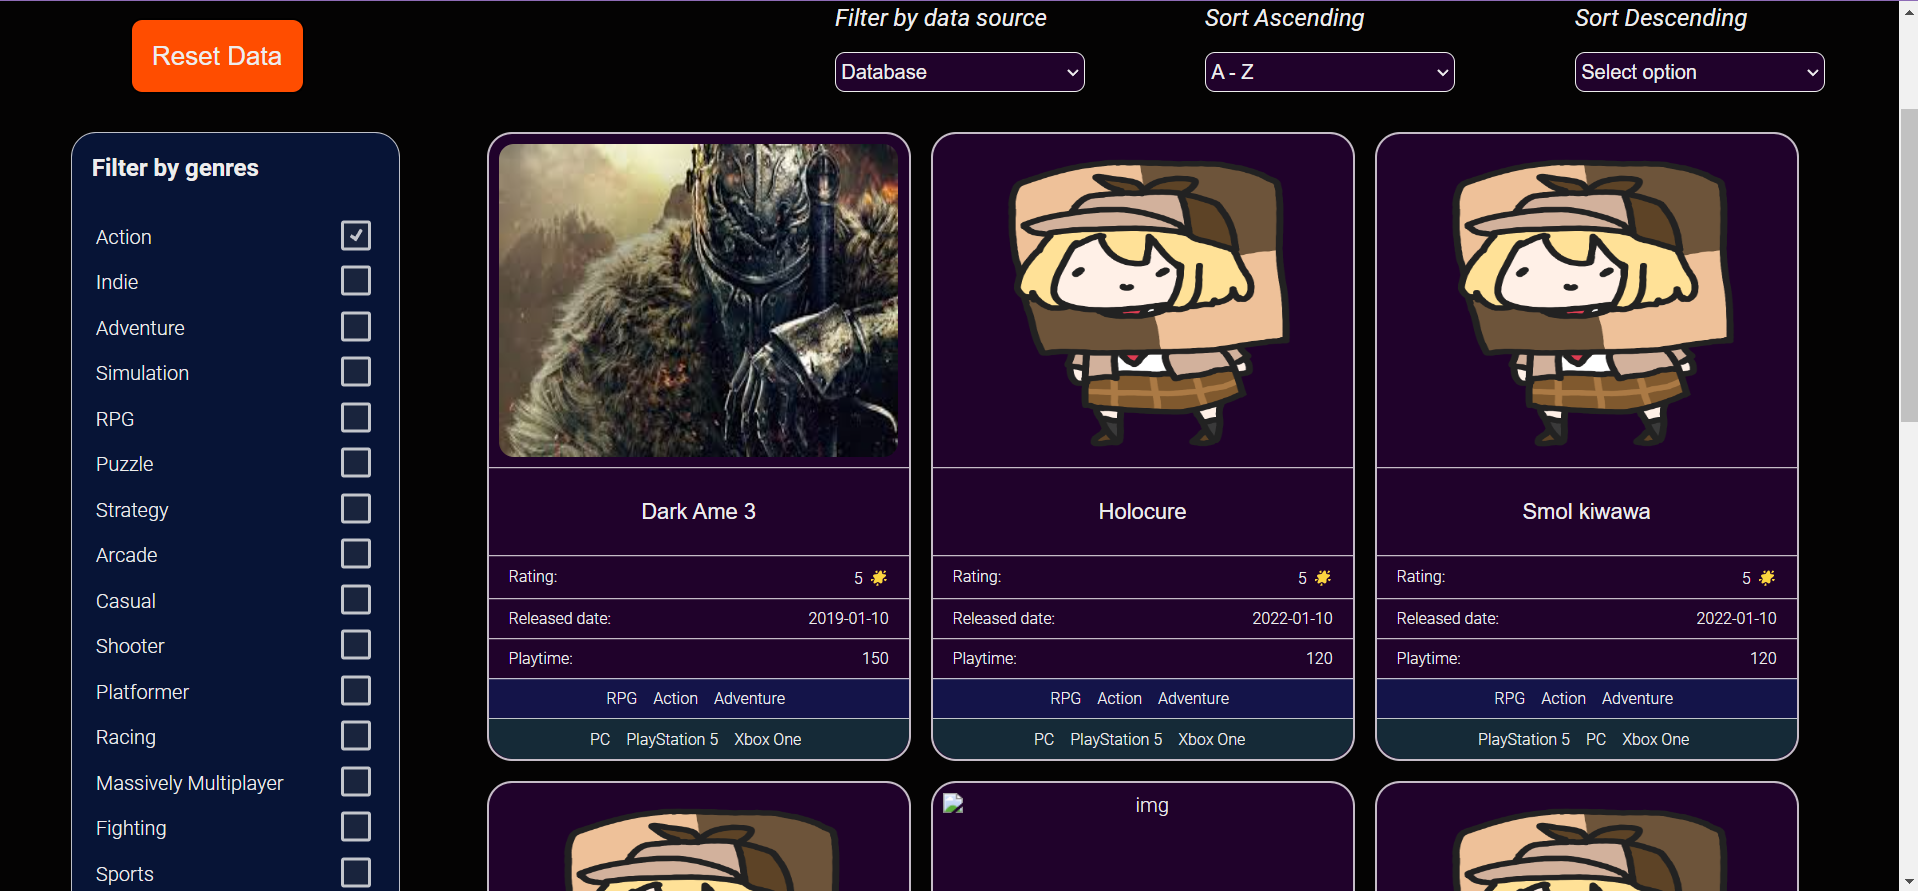 Reset Data
Filter by data source
Database
Sort Ascending
A - Z
Sort Descending
Select option
Filter by genres
Action
Indie
Adventure
Simulation
RPG
Puzzle
Strategy
Arcade
Casual
Shooter
Platformer
Racing
Massively Multiplayer
Fighting
Sports
Dark Ame 3
Rating: 5
Released date: 2019-01-10
Playtime: 150
RPG Action Adventure
PC PlayStation 5 Xbox One
Holocure
Rating: 5
Released date: 2022-01-10
Playtime: 120
RPG Action Adventure
PC PlayStation 5 Xbox One
Smol kiwawa
Rating: 5
Released date: 2022-01-10
Playtime: 120
RPG Action Adventure
PlayStation 5 PC Xbox One
img